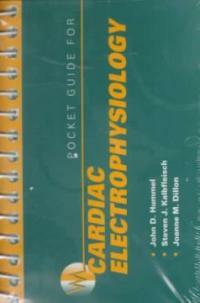 POCKET GUIDE FOR
CARDIAC
ELECTROPHYSIOLOGY
• John D. Hummel
• Steven J. Kalbfleisch
• Joanne M. Dillon